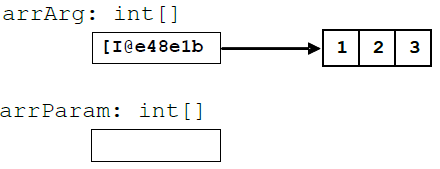 arrArg: int[]
[I@e48e1b 1 2 3
arrParam: int[]